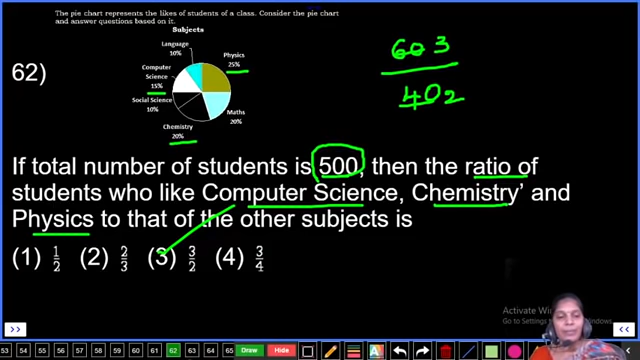 The pie chart represents the likes of students of a class. Consider the pie chart
and answer questions based on it.
Subjects
Language
10%
Physics
25%
Computer
Science
15%
Social Science
10%
Maths
20%
Chemistry
20%
60 3
40 2
62)
If total number of students is 500, then the ratio of
students who like Computer Science, Chemistry’ and
Physics to that of the other subjects is
(1) 1/2 (2) 2/3 (3) 3/2 (4) 3/4
Activate Win
Go to Settings to activate Windows.
>> 53 54 55 56 57 58 59 60 61 62 63 64 65 Draw Hide >>